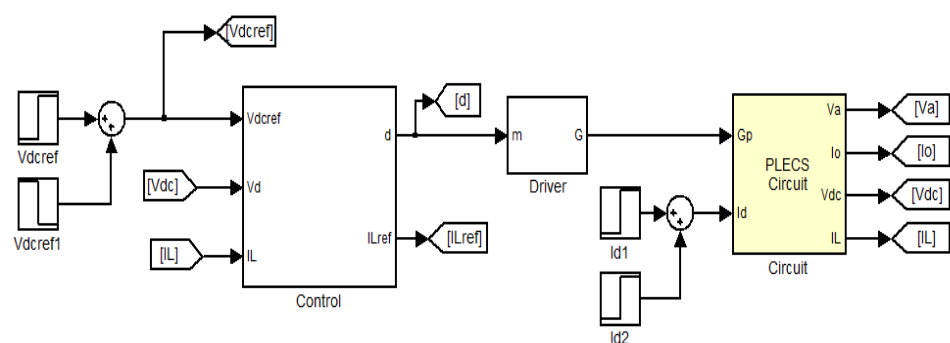 [Vdcref]
Vdcref
Vdcref1
[Vdc]
[IL]
Vdcref
Vd
IL
d
ILref
Control
[d]
[ILref]
m
G
Driver
Id1
Id2
Gp
Id
PLECS
Circuit
Va
Io
Vdc
IL
Circuit
[Va]
[Io]
[Vdc]
[IL]